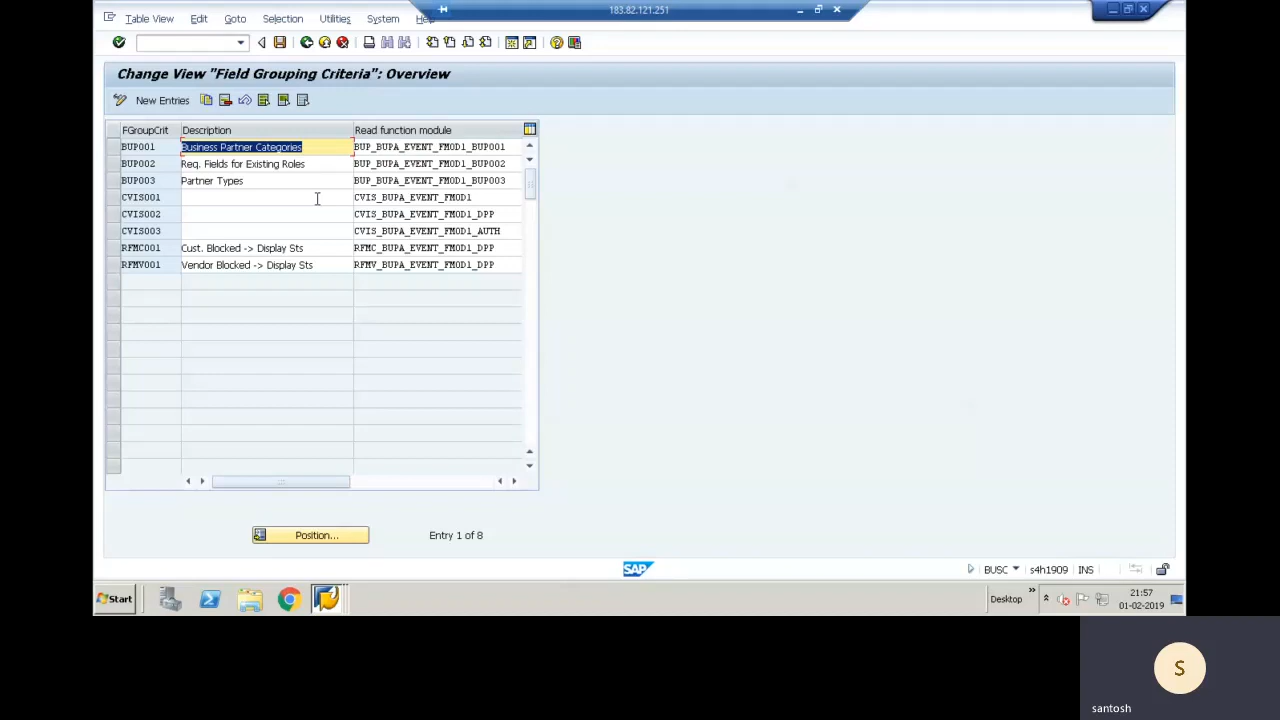 183.82.121.251
Table View Edit Goto Selection Utilities System Help
Change View "Field Grouping Criteria": Overview
New Entries
FGroupCrit Description Read function module
BUP001 Business Partner Categories BUP_BUPA_EVENT_FMOD1_BUP001
BUP002 Req. Fields for Existing Roles BUP_BUPA_EVENT_FMOD1_BUP002
BUP003 Partner Types BUP_BUPA_EVENT_FMOD1_BUP003
CVIS001 CVIS_BUPA_EVENT_FMOD1
CVIS002 CVIS_BUPA_EVENT_FMOD1_DPP
CVIS003 CVIS_BUPA_EVENT_FMOD1_AUTH
RFMC001 Cust. Blocked -> Display Sts RFMC_BUPA_EVENT_FMOD1_DPP
RFMV001 Vendor Blocked -> Display Sts RFMV_BUPA_EVENT_FMOD1_DPP
Position... Entry 1 of 8
SAP BUSC s4h1909 INS
Start Desktop 21:57
01-02-2019
S
santosh